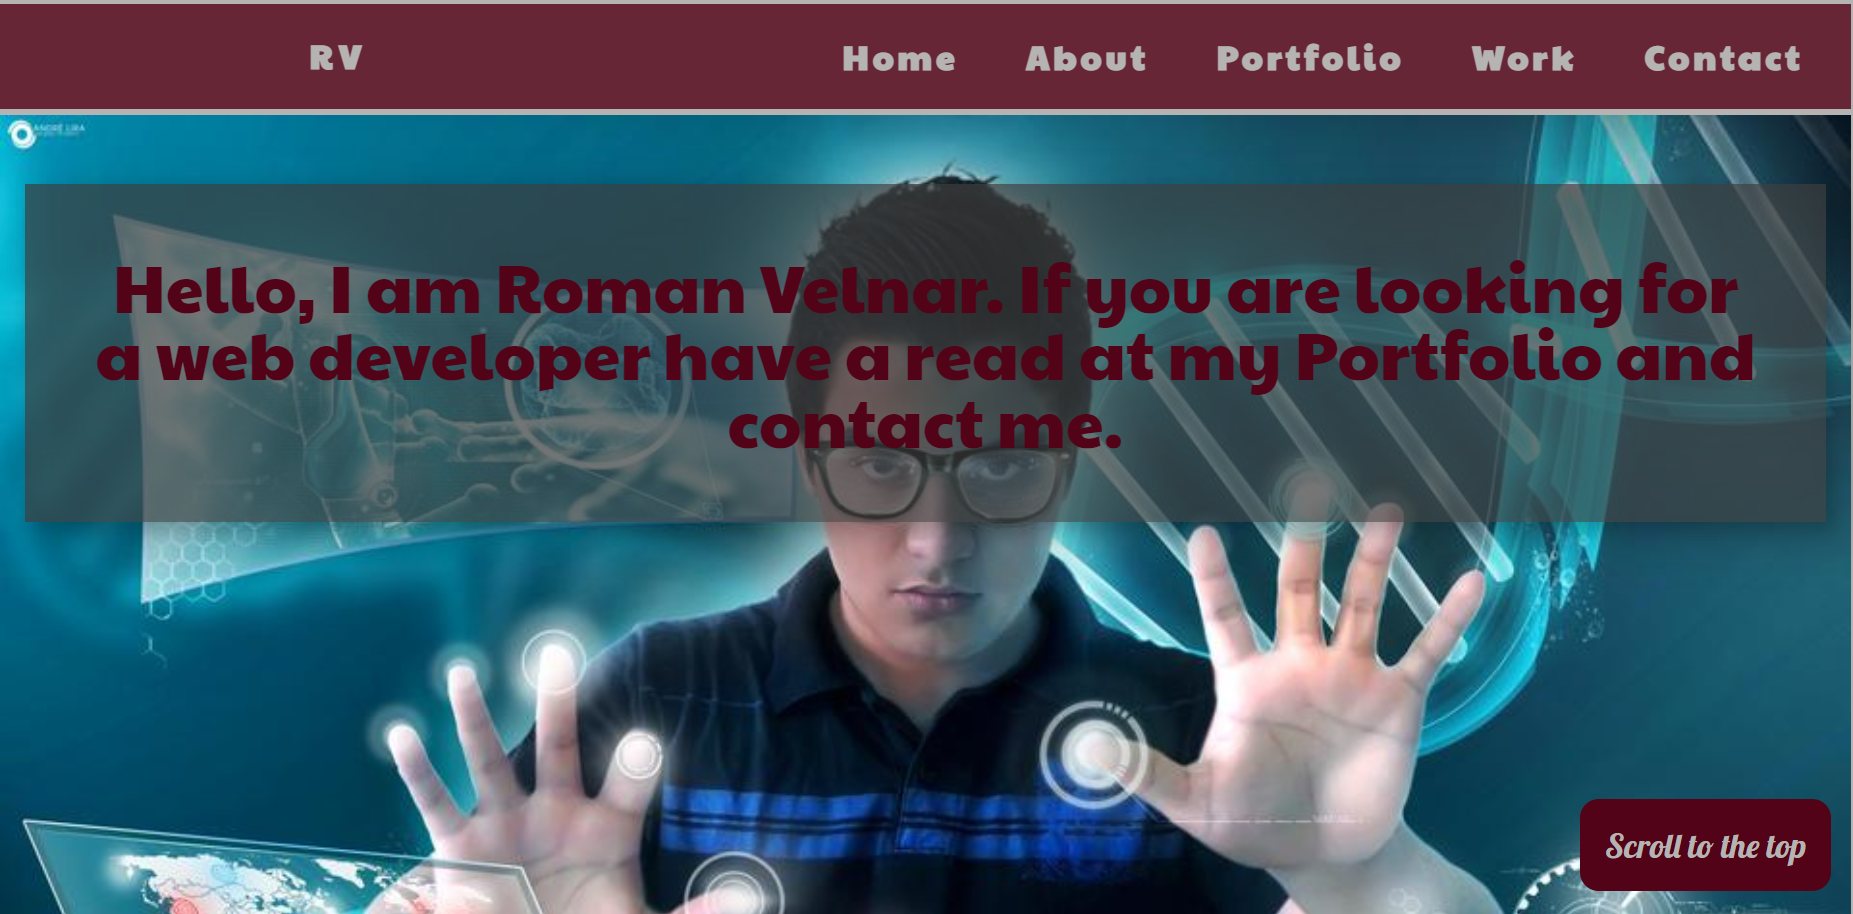 RV
Home About Portfolio Work Contact
ANDRÉ LIRA
Hello, I am Roman Velnar. If you are looking for
a web developer have a read at my Portfolio and
contact me.
Scroll to the top